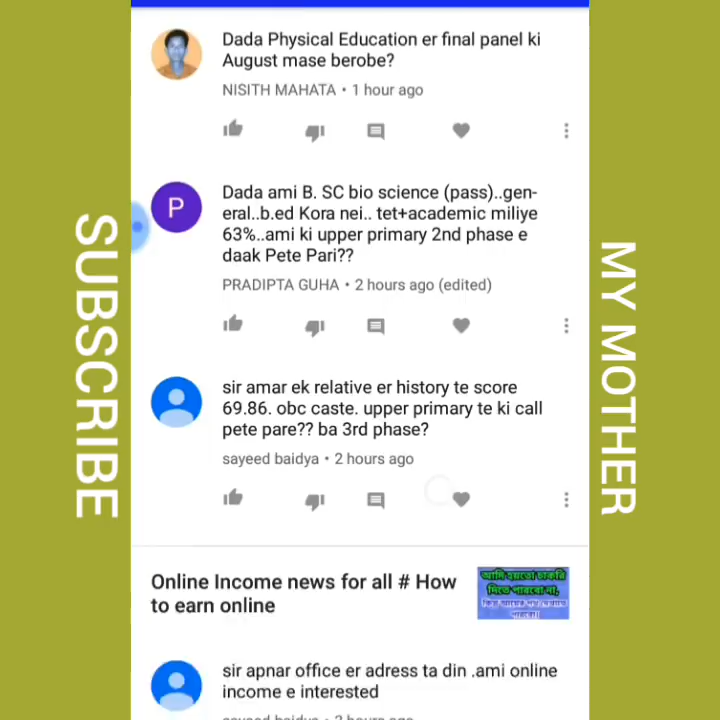 Dada Physical Education er final panel ki
August mase berobe?
NISITH MAHATA • 1 hour ago
P
Dada ami B. SC bio science (pass)..gen-
eral..b.ed Kora nei.. tet+academic miliye
63%..ami ki upper primary 2nd phase e
daak Pete Pari??
PRADIPTA GUHA • 2 hours ago (edited)
sir amar ek relative er history te score
69.86. obc caste. upper primary te ki call
pete pare?? ba 3rd phase?
sayeed baidya • 2 hours ago
Online Income news for all # How
to earn online
আমি হয়তো চাকরি
দিতে পারবো না,
sir apnar office er adress ta din .ami online
income e interested
SUBSCRIBE
MY MOTHER